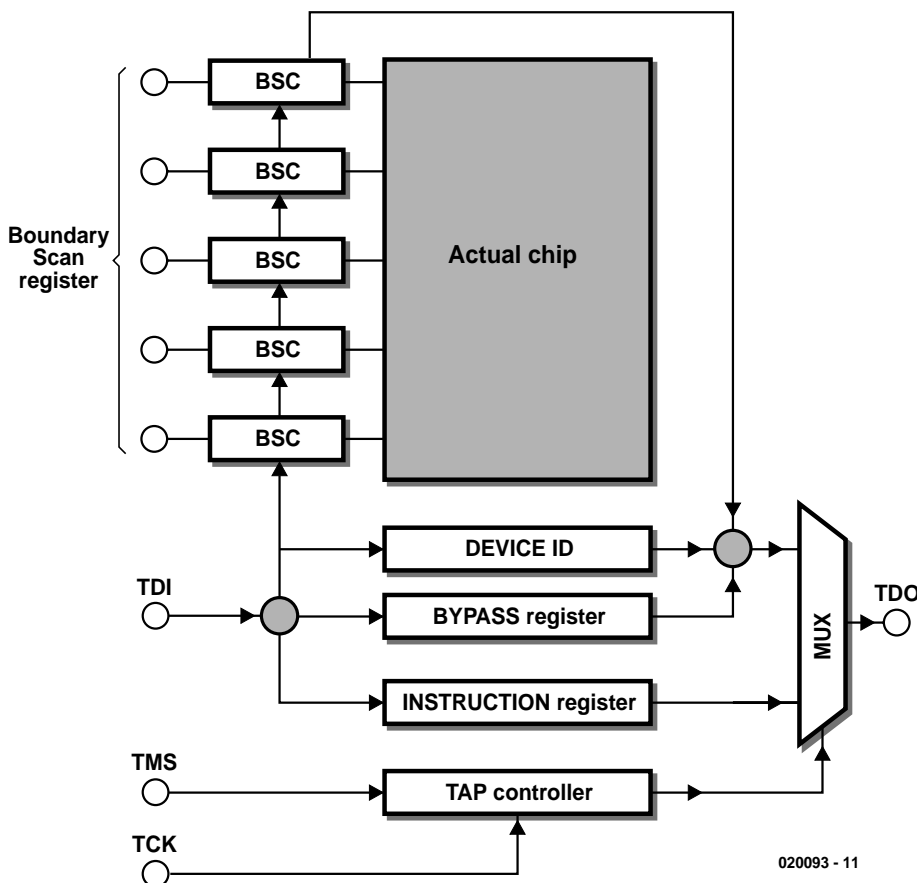 BSC
BSC
BSC
BSC
BSC
Boundary
Scan
register
Actual chip
DEVICE ID
TDI
BYPASS register
TDO
MUX
INSTRUCTION register
TMS
TAP controller
TCK
020093 - 11